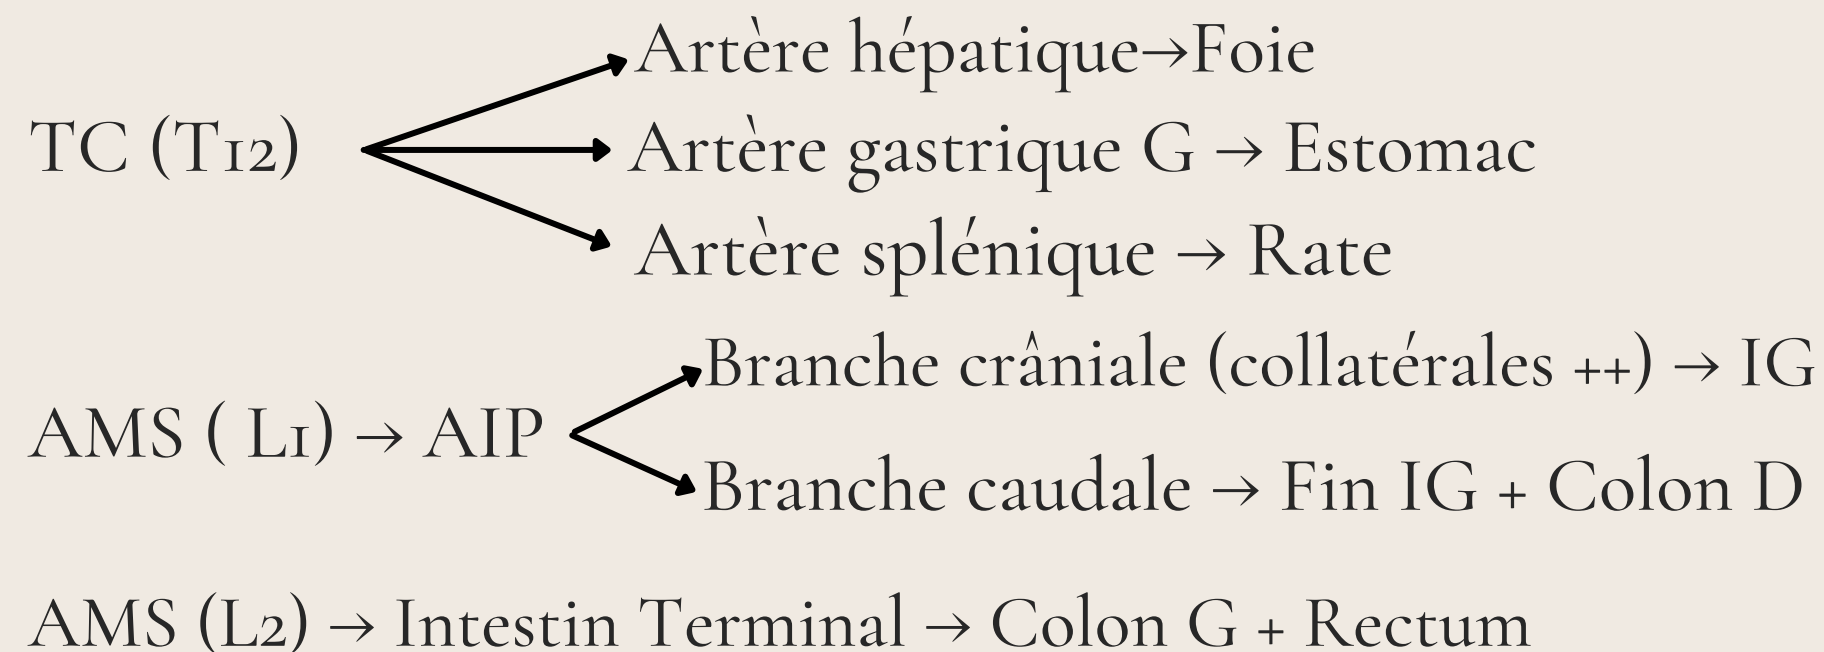 Artère hépatique→Foie
TC (T12)
Artère gastrique G → Estomac
Artère splénique → Rate
Branche crâniale (collatérales ++) → IG
AMS ( L1) → AIP
Branche caudale → Fin IG + Colon D
AMS (L2) → Intestin Terminal → Colon G + Rectum